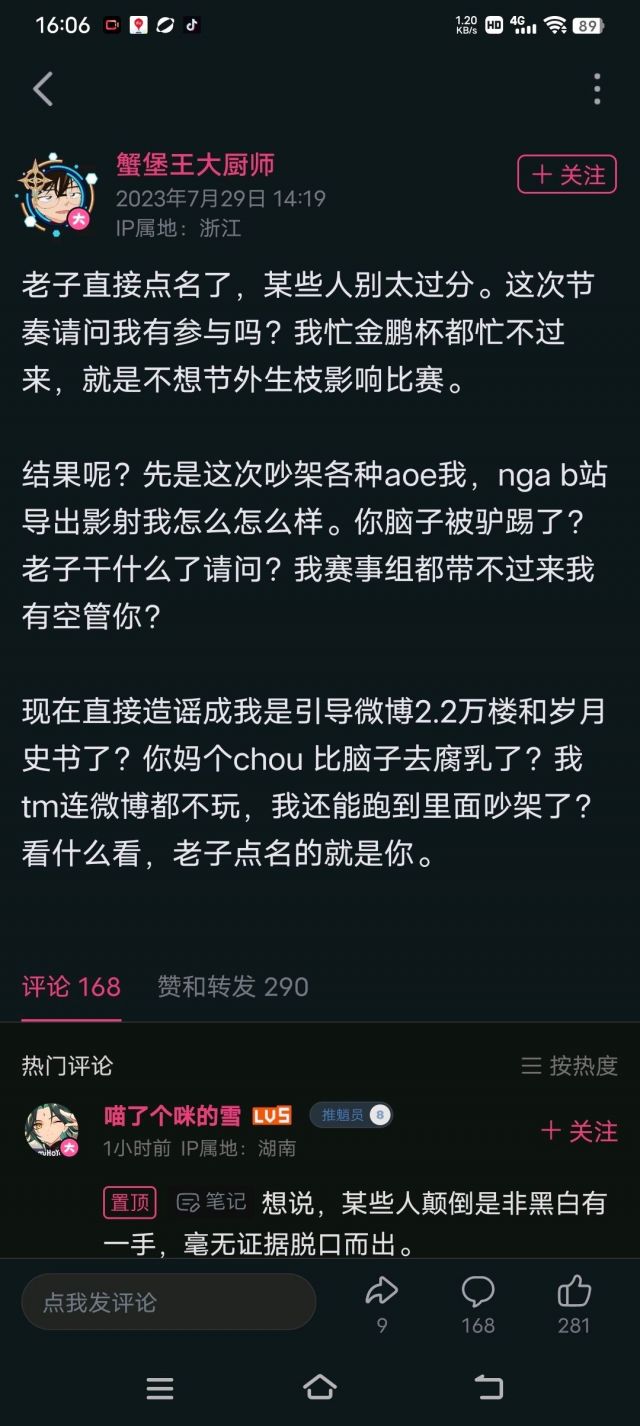 16:06
1.20
KB/s
HD
4G
89
蟹堡王大厨师
2023年7月29日 14:19
IP属地：浙江
大
+ 关注
老子直接点名了，某些人别太过分。这次节
奏请问我有参与吗？我忙金鹏杯都忙不过
来，就是不想节外生枝影响比赛。
结果呢？先是这次吵架各种aoe我，nga b站
导出影射我怎么怎么样。你脑子被驴踢了？
老子干什么了请问？我赛事组都带不过来我
有空管你？
现在直接造谣成我是引导微博2.2万楼和岁月
史书了？你妈个chou 比脑子去腐乳了？我
tm连微博都不玩，我还能跑到里面吵架了？
看什么看，老子点名的就是你。
评论 168
赞和转发 290
热门评论
按热度
喵了个咪的雪 LV5 推魈员 8
1小时前 IP属地：湖南
大
+ 关注
置顶 笔记 想说，某些人颠倒是非黑白有
一手，毫无证据脱口而出。
点我发评论
9
168
281